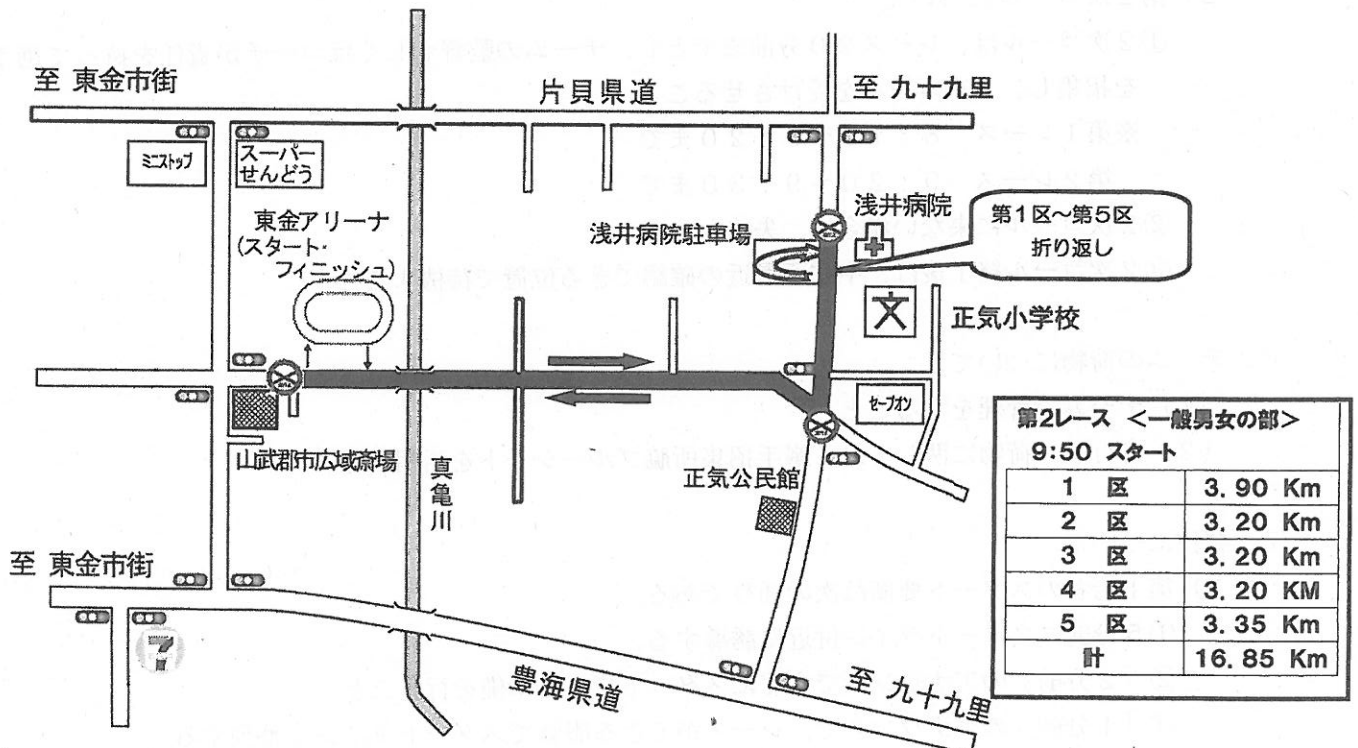 至 東金市街
片貝県道
至 九十九里
ミニストップ
スーパー
せんどう
東金アリーナ
(スタート・
フィニッシュ)
浅井病院駐車場
浅井病院
第1区～第5区
折り返し
文
正気小学校
セーブオン
山武郡市広域斎場
真亀川
正気公民館
至 東金市街
7
豊海県道
至 九十九里
第2レース <一般男女の部>
9:50 スタート
1 区 3.90 Km
2 区 3.20 Km
3 区 3.20 Km
4 区 3.20 KM
5 区 3.35 Km
計 16.85 Km